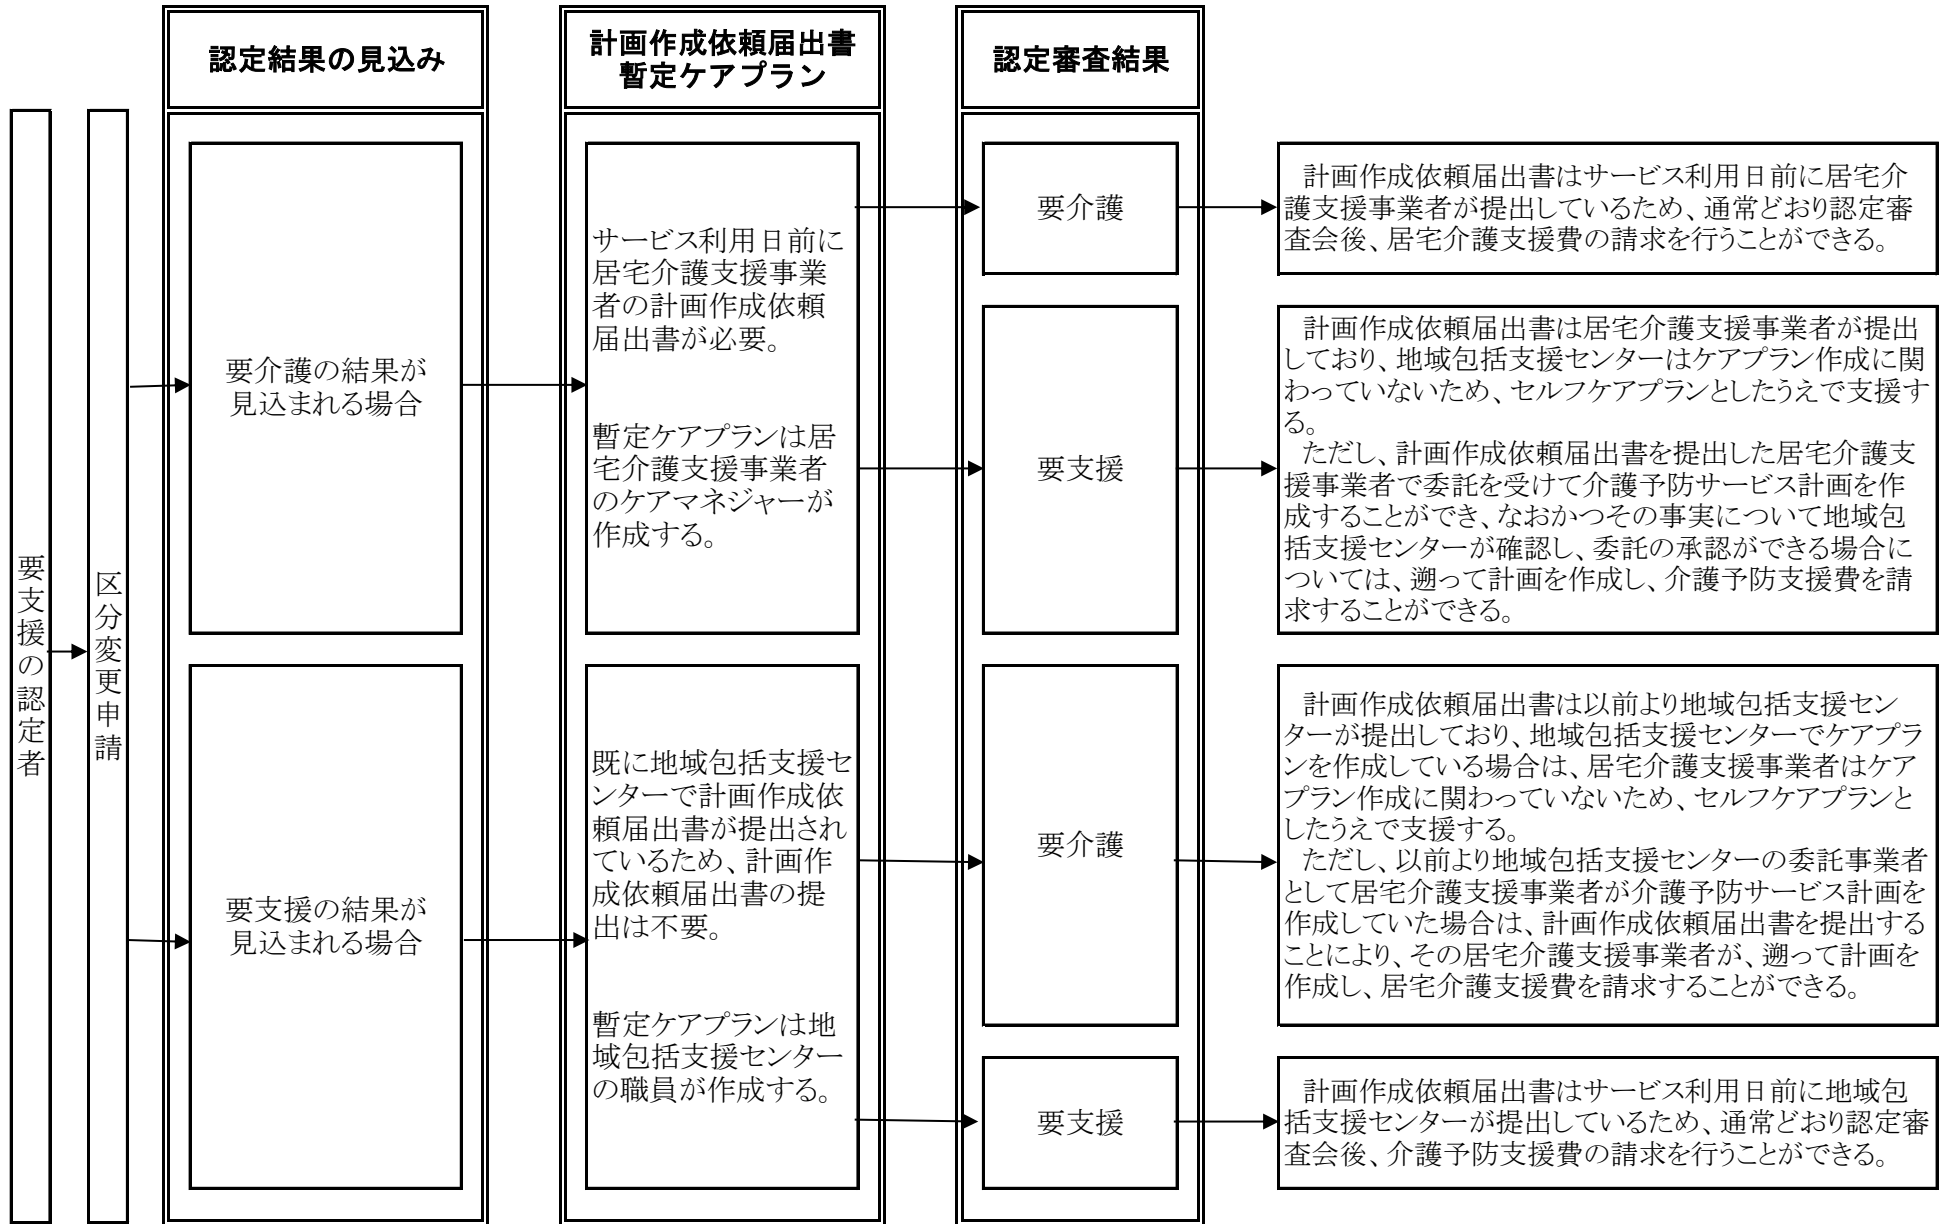 認定結果の見込み
計画作成依頼届出書
暫定ケアプラン
認定審査結果
要支援の認定者
区分変更申請
要介護の結果が
見込まれる場合
サービス利用日前に
居宅介護支援事業
者の計画作成依頼
届出書が必要。
暫定ケアプランは居
宅介護支援事業者
のケアマネジャーが
作成する。
要介護
計画作成依頼届出書はサービス利用日前に居宅介
護支援事業者が提出しているため、通常どおり認定審
査会後、居宅介護支援費の請求を行うことができる。
要支援
計画作成依頼届出書は居宅介護支援事業者が提出
しており、地域包括支援センターはケアプラン作成に関
わっていないため、セルフケアプランとしたうえで支援す
る。
ただし、計画作成依頼届出書を提出した居宅介護支
援事業者で委託を受けて介護予防サービス計画を作
成することができ、なおかつその事実について地域包
括支援センターが確認し、委託の承認ができる場合に
ついては、遡って計画を作成し、介護予防支援費を請
求することができる。
要支援の結果が
見込まれる場合
既に地域包括支援セ
ンターで計画作成依
頼届出書が提出され
ているため、計画作
成依頼届出書の提
出は不要。
暫定ケアプランは地
域包括支援センター
の職員が作成する。
要介護
計画作成依頼届出書は以前より地域包括支援セン
ターが提出しており、地域包括支援センターでケアプラ
ンを作成している場合は、居宅介護支援事業者はケア
プラン作成に関わっていないため、セルフケアプランと
したうえで支援する。
ただし、以前より地域包括支援センターの委託事業者
として居宅介護支援事業者が介護予防サービス計画を
作成していた場合は、計画作成依頼届出書を提出する
ことにより、その居宅介護支援事業者が、遡って計画を
作成し、居宅介護支援費を請求することができる。
要支援
計画作成依頼届出書はサービス利用日前に地域包
括支援センターが提出しているため、通常どおり認定審
査会後、介護予防支援費の請求を行うことができる。